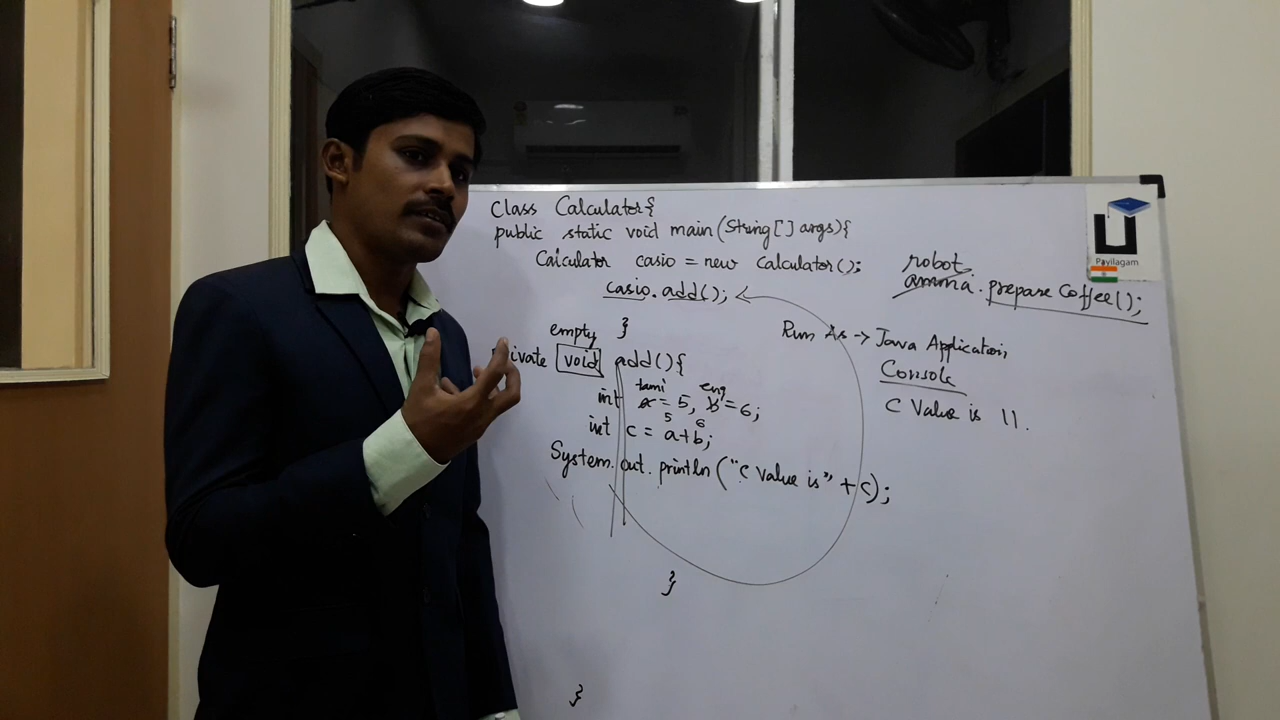 Class Calculator{
public static void main(String[] args){
Calculator casio = new Calculator();
casio.add();
}
empty
void add(){
tami eng
int a = 5, b = 6;
5 6
int c = a+b;
System.out.println("C Value is" + c);
}
}
robot
amma.prepare Coffee();
Run As -> Java Application
Console
C Value is 11.
U
Payilagam